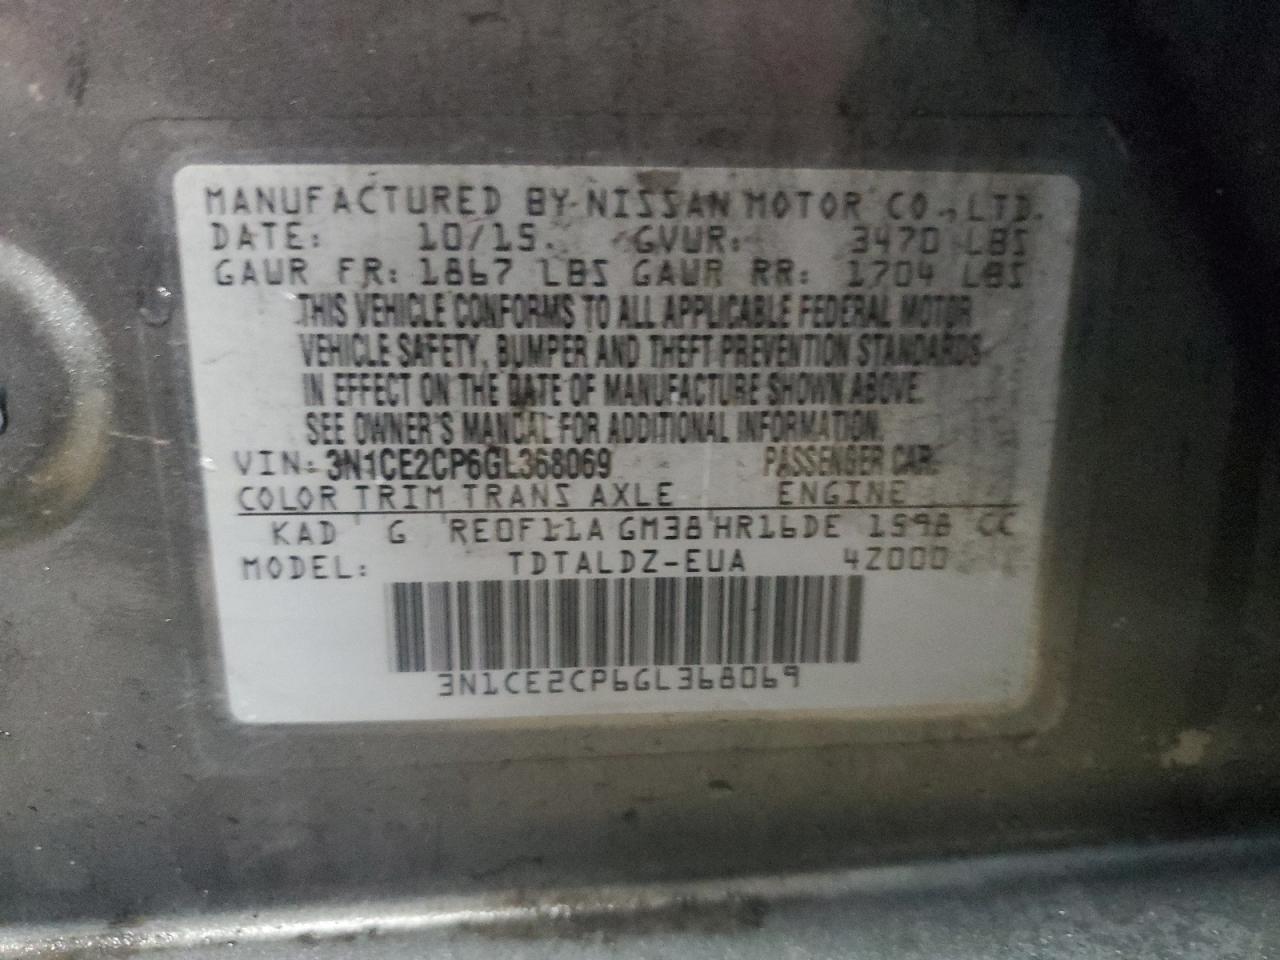 MANUFACTURED BY NISSAN MOTOR CO., LTD.
DATE: 10/15 GVWR: 3470 LBS
GAWR FR: 1867 LBS GAWR RR: 1704 LBS
THIS VEHICLE CONFORMS TO ALL APPLICABLE FEDERAL MOTOR
VEHICLE SAFETY, BUMPER AND THEFT PREVENTION STANDARDS
IN EFFECT ON THE DATE OF MANUFACTURE SHOWN ABOVE.
SEE OWNER'S MANUAL FOR ADDITIONAL INFORMATION.
VIN: 3N1CE2CP6GL368069 PASSENGER CAR
COLOR TRIM TRANS AXLE ENGINE
KAD G RE0F11A GM38 HR16DE 1598 CC
MODEL: TDTALDZ-EUA 4Z000
3N1CE2CP6GL368069